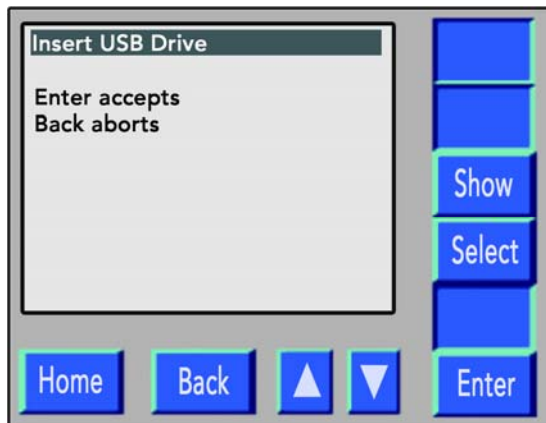 Insert USB Drive
Enter accepts
Back aborts
Show
Select
Home
Back
Enter